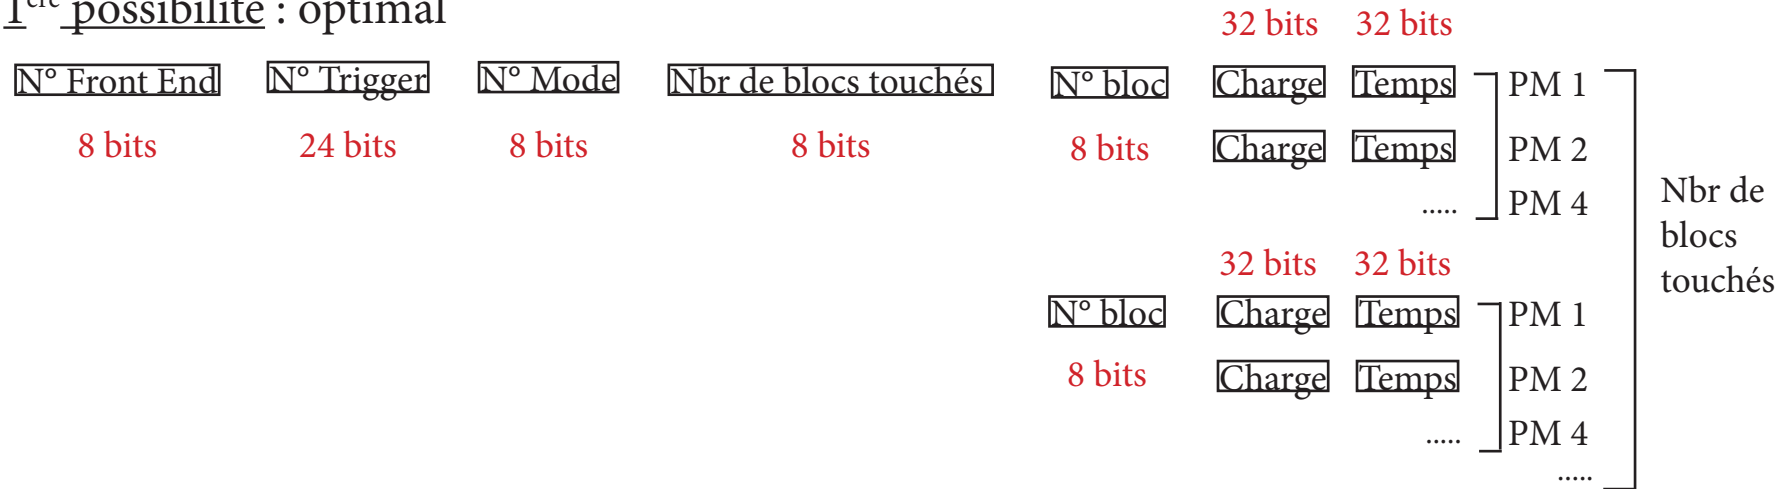 1ère possibilité : optimal
32 bits 32 bits
N° Front End N° Trigger N° Mode Nbr de blocs touchés N° bloc Charge Temps PM 1
8 bits 24 bits 8 bits 8 bits 8 bits Charge Temps PM 2
..... PM 4
Nbr de
blocs
touchés
32 bits 32 bits
N° bloc Charge Temps PM 1
8 bits Charge Temps PM 2
..... PM 4
.....